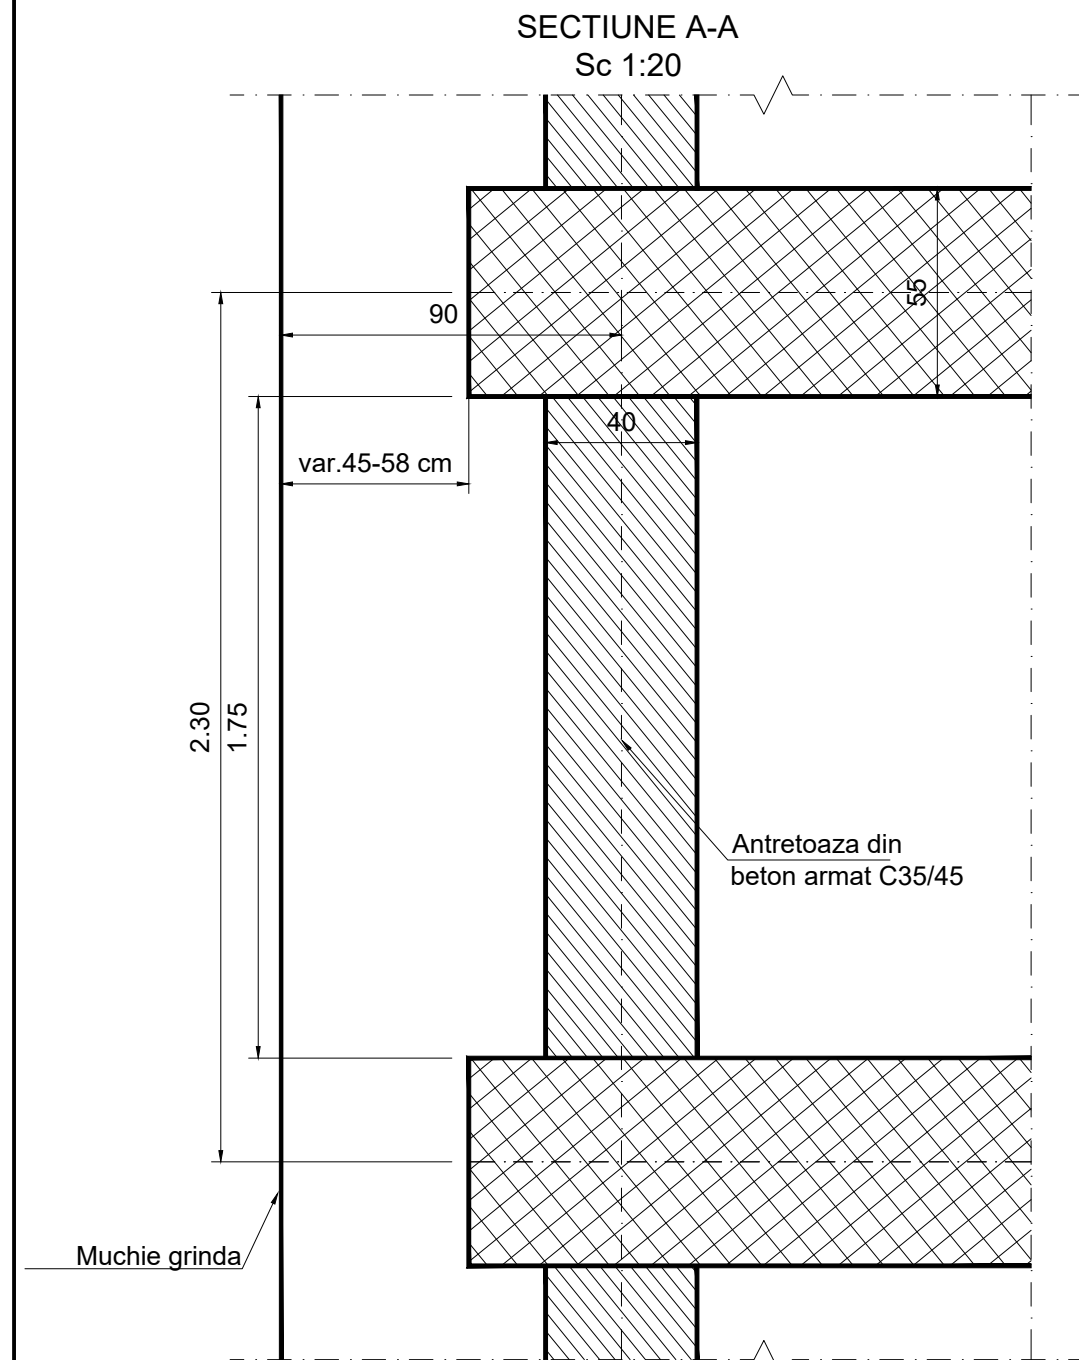 SECTIUNE A-A
Sc 1:20
55
90
40
var.45-58 cm
2.30
1.75
Antretoaza din
beton armat C35/45
Muchie grinda